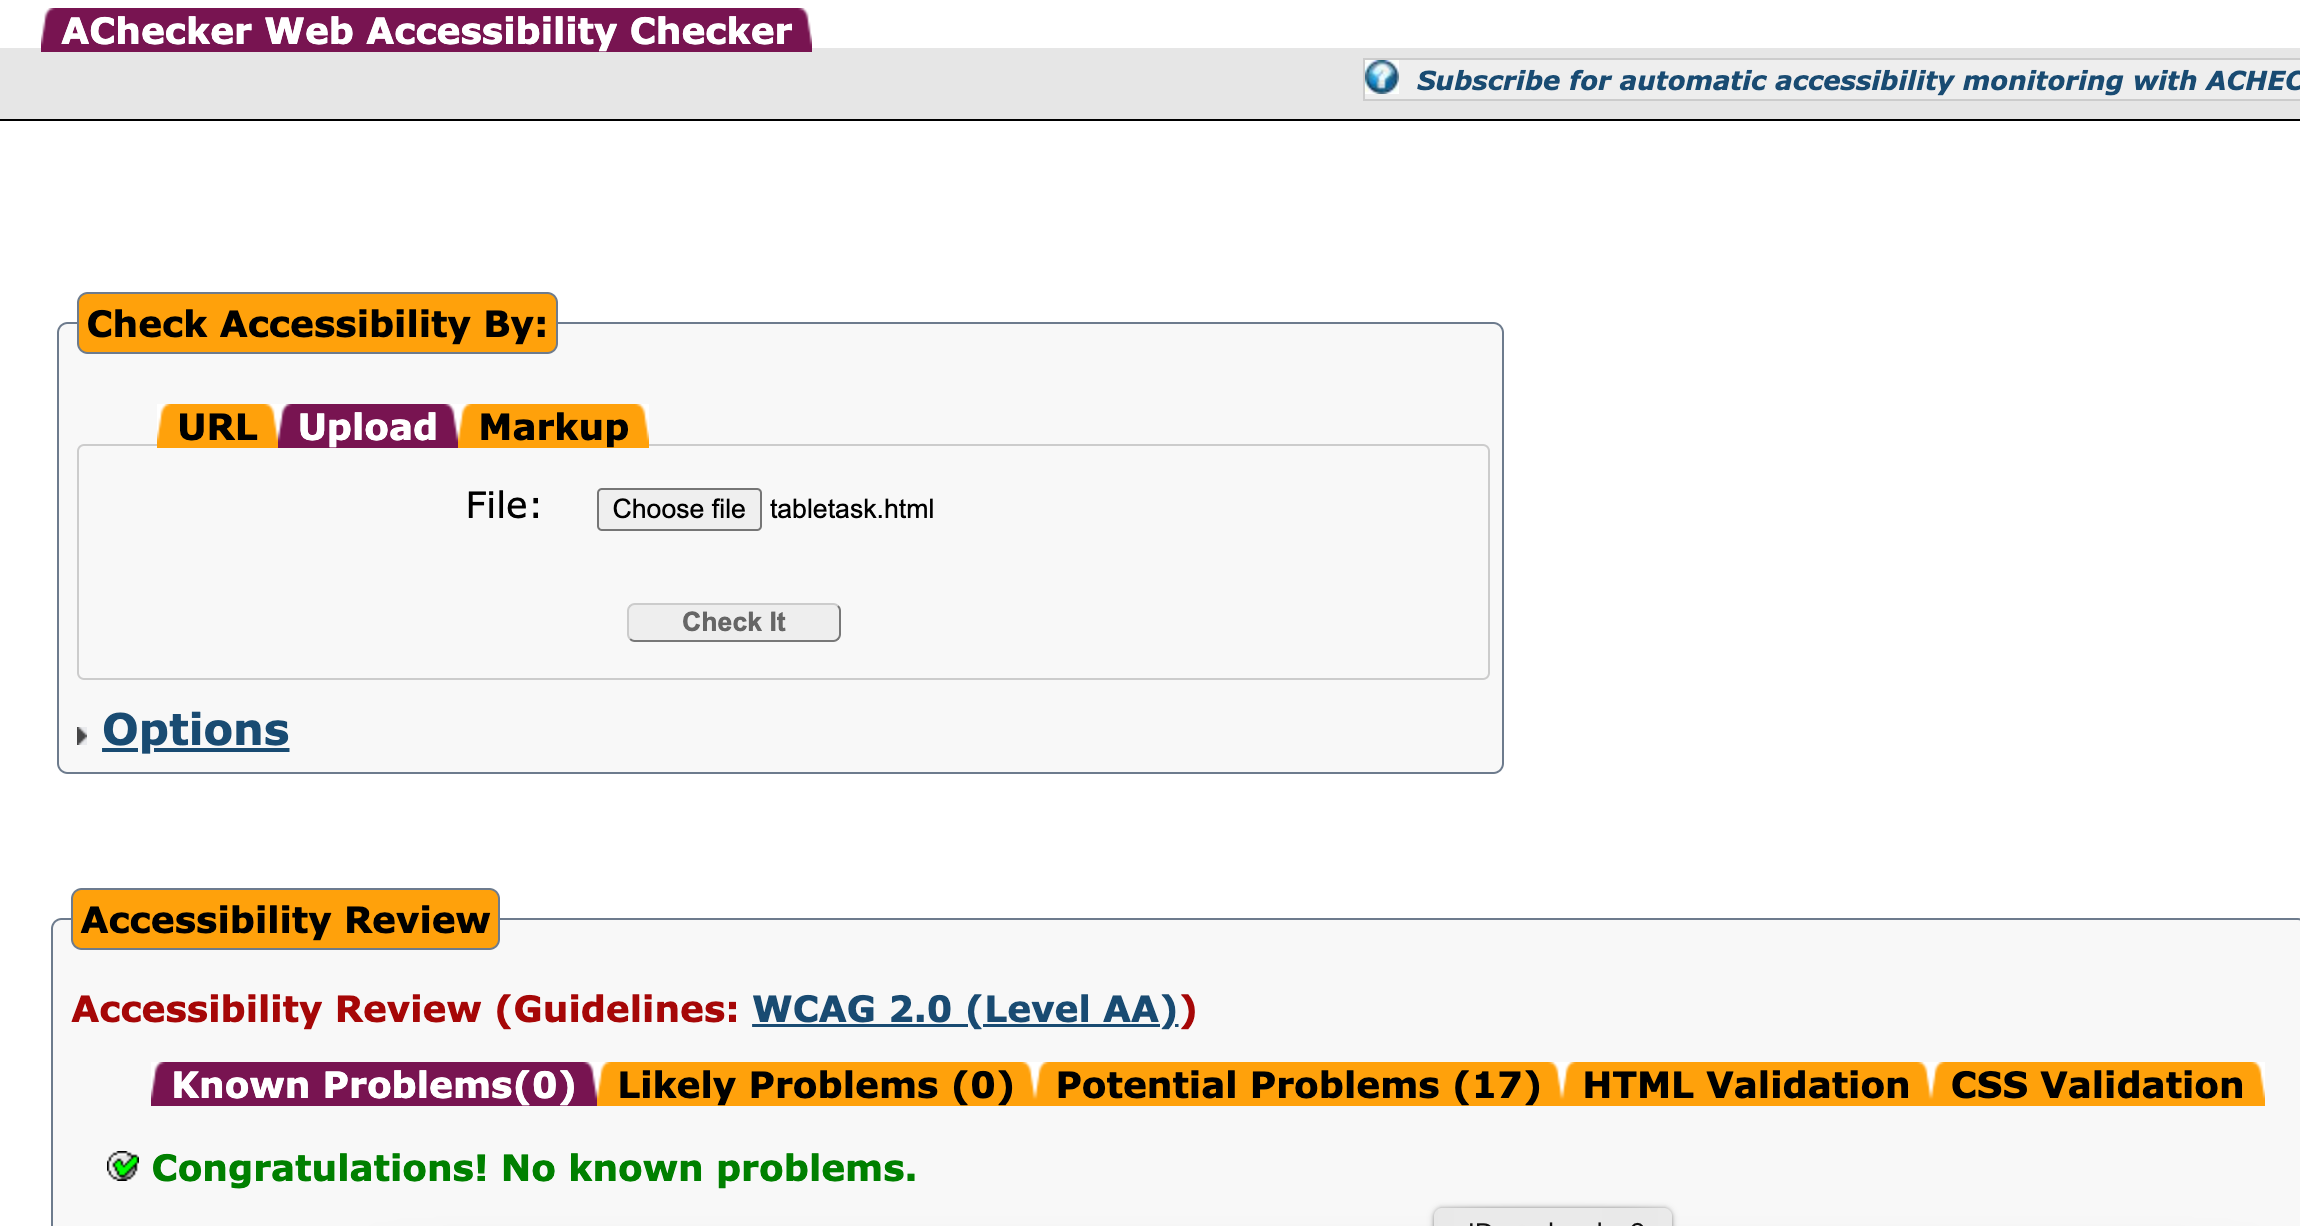 AChecker Web Accessibility Checker
Subscribe for automatic accessibility monitoring with
Check Accessibility By:
URL Upload Markup
File: Choose file tabletask.html
Check It
Options
Accessibility Review
Accessibility Review (Guidelines: WCAG 2.0 (Level AA))
Known Problems(0) Likely Problems (0) Potential Problems (17) HTML Validation CSS Validation
Congratulations! No known problems.